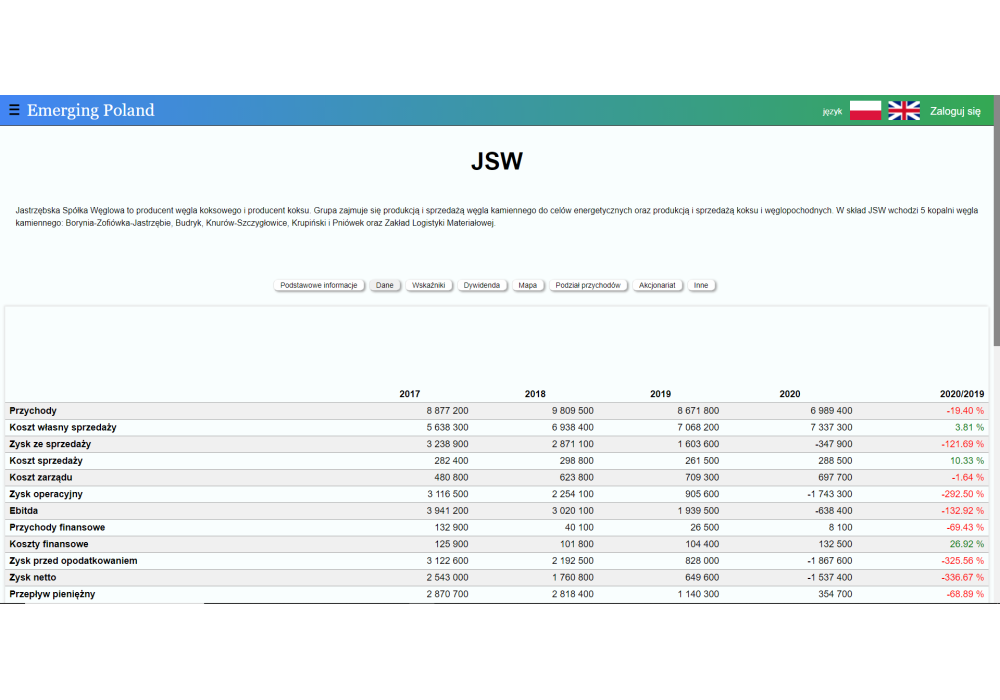 ☰ Emerging Poland język Zaloguj się
JSW
Jastrzębska Spółka Węglowa to producent węgla koksowego i producent koksu. Grupa zajmuje się produkcją i sprzedażą węgla kamiennego do celów energetycznych oraz produkcją i sprzedażą koksu i węglopochodnych. W skład JSW wchodzi 5 kopalni węgla
kamiennego: Borynia-Zofiówka-Jastrzębie, Budryk, Knurów-Szczygłowice, Krupiński i Pniówek oraz Zakład Logistyki Materiałowej.
Podstawowe informacje Dane Wskaźniki Dywidenda Mapa Podział przychodów Akcjonariat Inne
2017 2018 2019 2020 2020/2019
Przychody 8 877 200 9 809 500 8 671 800 6 989 400 -19.40 %
Koszt własny sprzedaży 5 638 300 6 938 400 7 068 200 7 337 300 3.81 %
Zysk ze sprzedaży 3 238 900 2 871 100 1 603 600 -347 900 -121.69 %
Koszt sprzedaży 282 400 298 800 261 500 288 500 10.33 %
Koszt zarządu 480 800 623 800 709 300 697 700 -1.64 %
Zysk operacyjny 3 116 500 2 254 100 905 600 -1 743 300 -292.50 %
Ebitda 3 941 200 3 020 100 1 939 500 -638 400 -132.92 %
Przychody finansowe 132 900 40 100 26 500 8 100 -69.43 %
Koszty finansowe 125 900 101 800 104 400 132 500 26.92 %
Zysk przed opodatkowaniem 3 122 600 2 192 500 828 000 -1 867 600 -325.56 %
Zysk netto 2 543 000 1 760 800 649 600 -1 537 400 -336.67 %
Przepływ pieniężny 2 870 700 2 818 400 1 140 300 354 700 -68.89 %